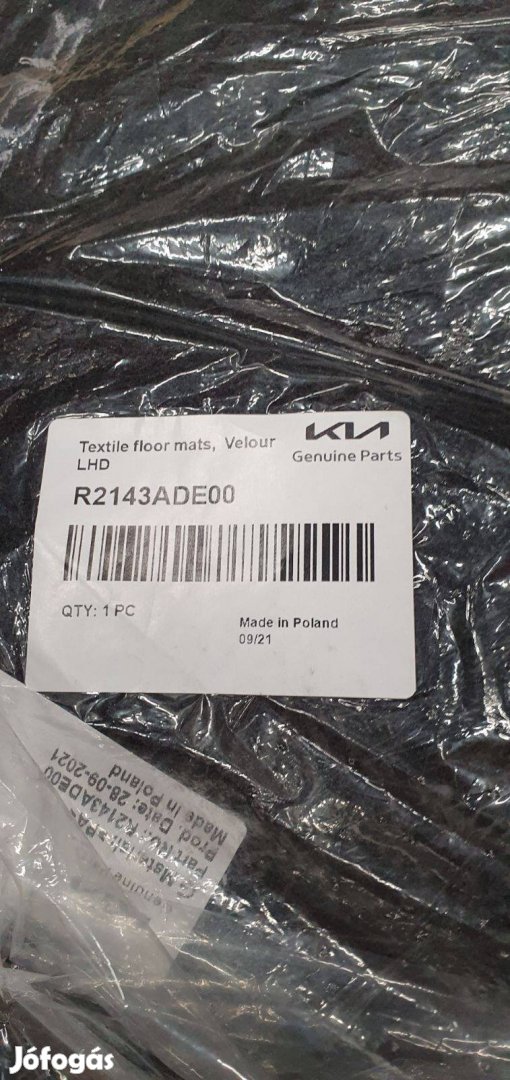 Textile floor mats, Velour
LHD
KIA
Genuine Parts
R2143ADE00
QTY: 1 PC
Made in Poland
09/21
Part No.: R2143ADE00
Prod. Date: 28-09-2021
Made in Poland
Jófogás